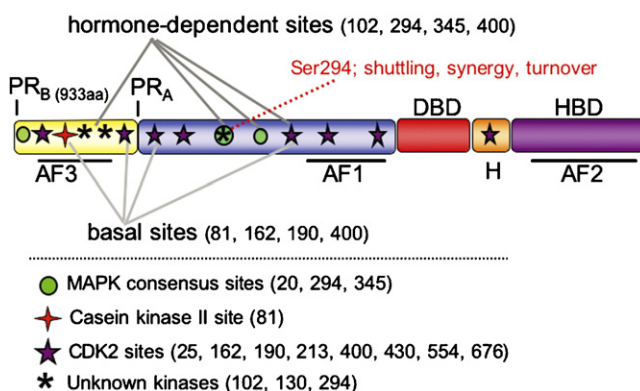 hormone-dependent sites (102, 294, 345, 400)
Ser294; shuttling, synergy, turnover
PRB (933aa)
PRA
DBD
HBD
AF3
AF1
H
AF2
basal sites (81, 162, 190, 400)
MAPK consensus sites (20, 294, 345)
Casein kinase II site (81)
CDK2 sites (25, 162, 190, 213, 400, 430, 554, 676)
Unknown kinases (102, 130, 294)